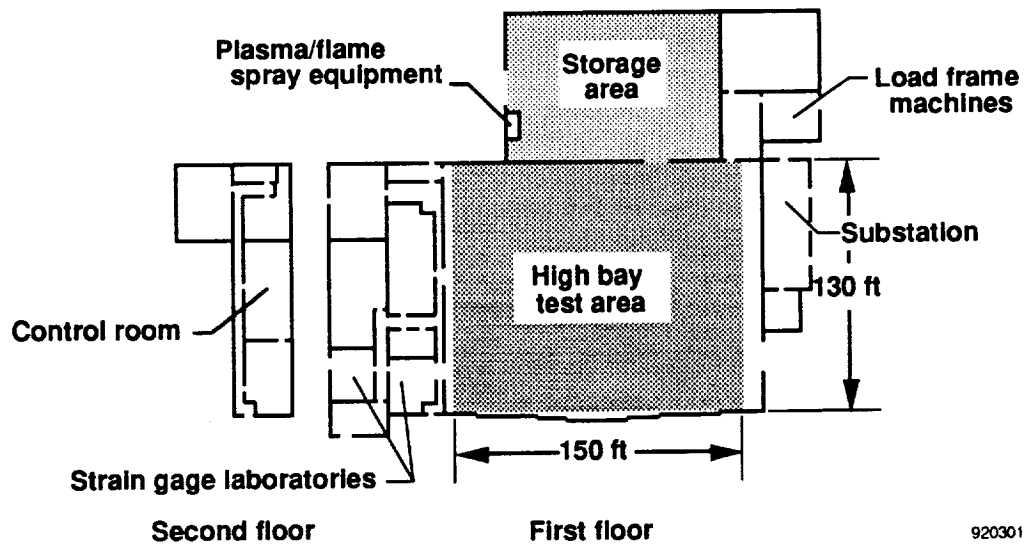 Plasma/flame
spray equipment
Storage
area
Load frame
machines
Substation
High bay
test area
130 ft
Control room
150 ft
Strain gage laboratories
Second floor
First floor
920301